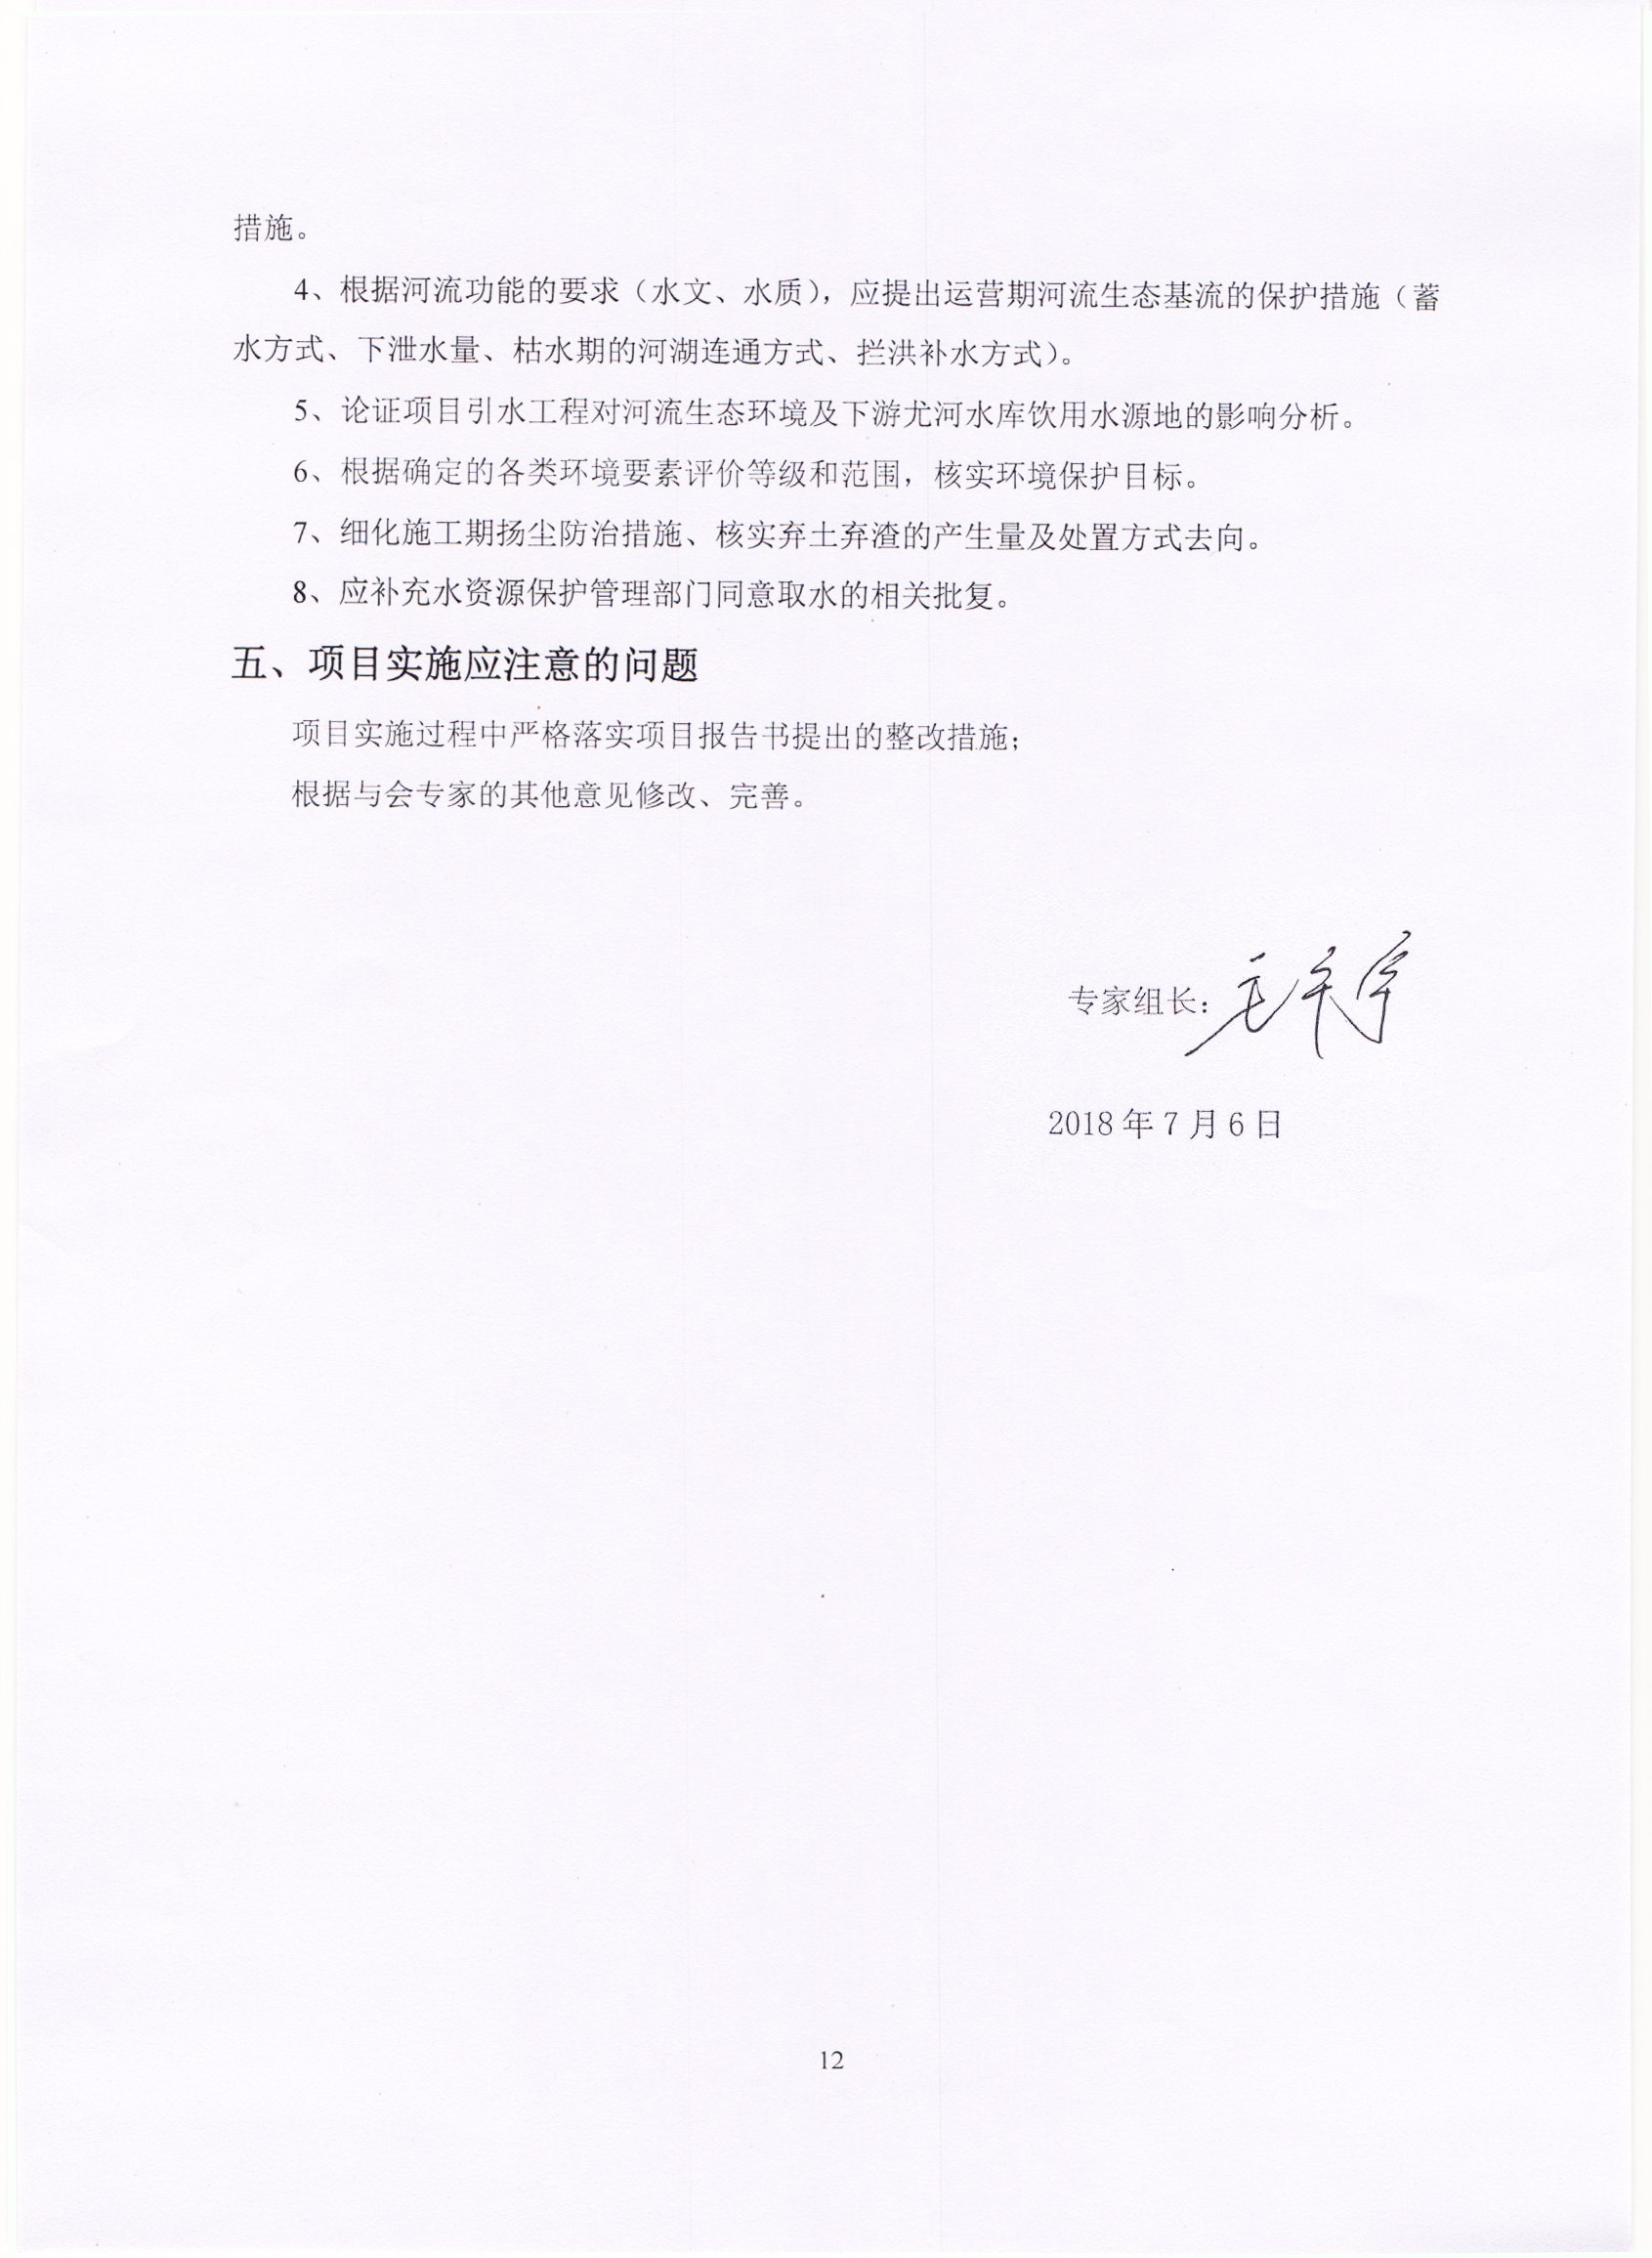 措施。
4、根据河流功能的要求（水文、水质），应提出运营期河流生态基流的保护措施（蓄
水方式、下泄水量、枯水期的河湖连通方式、拦洪补水方式）。
5、论证项目引水工程对河流生态环境及下游尤河水库饮用水源地的影响分析。
6、根据确定的各类环境要素评价等级和范围，核实环境保护目标。
7、细化施工期扬尘防治措施、核实弃土弃渣的产生量及处置方式去向。
8、应补充水资源保护管理部门同意取水的相关批复。
五、项目实施应注意的问题
项目实施过程中严格落实项目报告书提出的整改措施；
根据与会专家的其他意见修改、完善。
专家组长：
2018年7月6日
12